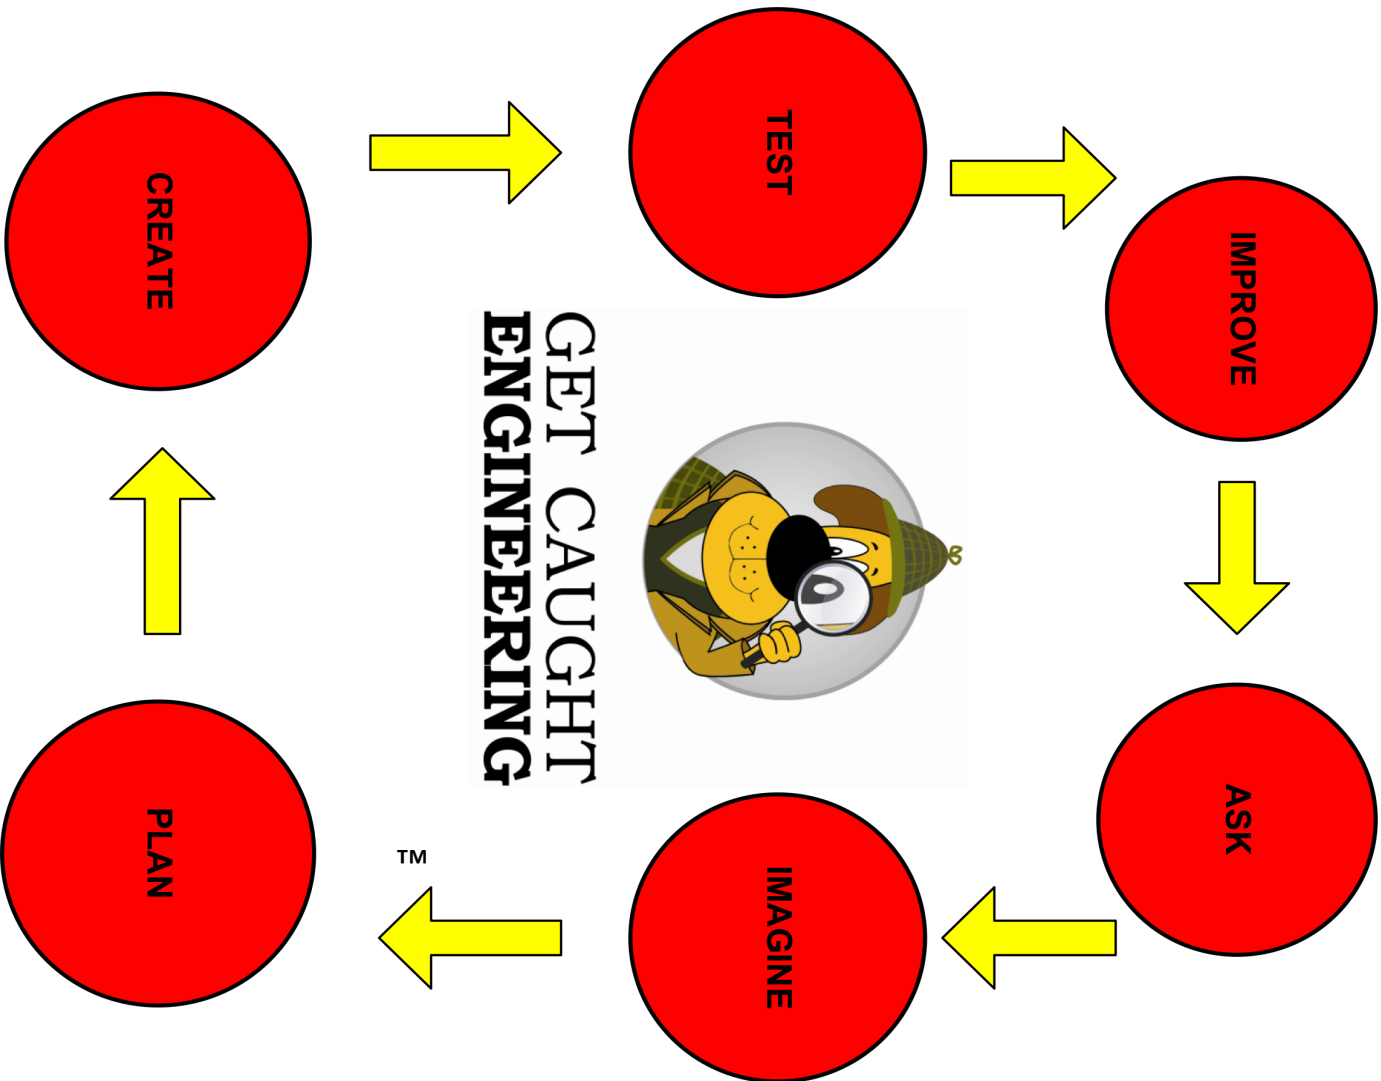 ASK
IMAGINE
PLAN
CREATE
TEST
IMPROVE
GET CAUGHT
ENGINEERING
TM